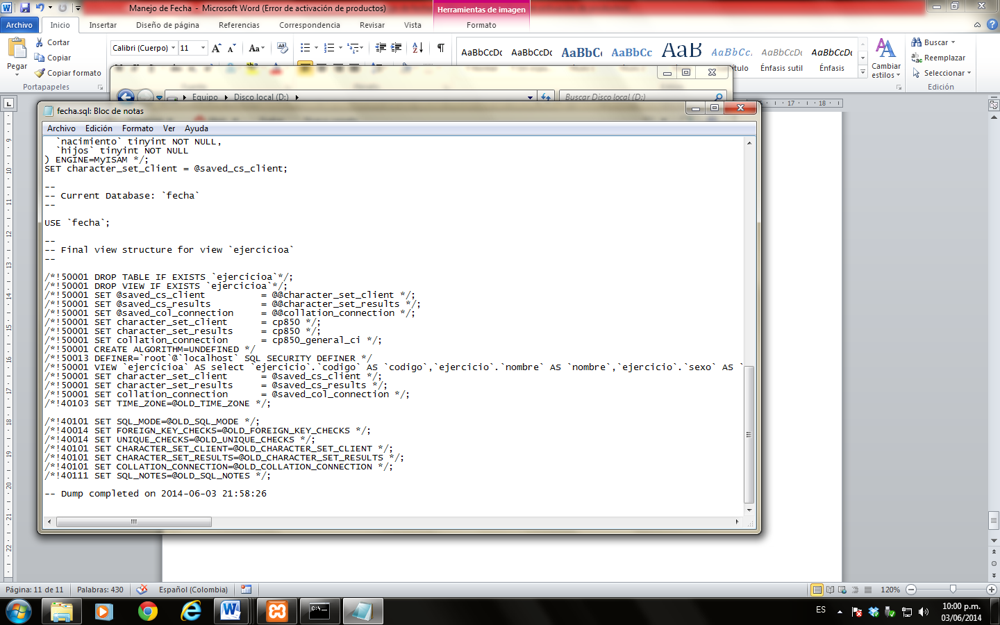 Manejo de Fecha - Microsoft Word (Error de activación de productos)
Herramientas de imagen
Archivo Inicio Insertar Diseño de página Referencias Correspondencia Revisar Vista Formato
Pegar
Cortar
Copiar
Copiar formato
Portapapeles
Calibri (Cuerpo) 11
AaBbCcDc AaBbCcDc AaBbC AaBbCc AaB AaBbCc. AaBbCcDc AaBbCcDc
Énfasis sutil Énfasis
Cambiar estilos
Buscar
Reemplazar
Seleccionar
Edición
Equipo Disco local (D:)
Buscar Disco local (D:)
fecha.sql: Bloc de notas
Archivo Edición Formato Ver Ayuda
`nacimiento` tinyint NOT NULL,
`hijos` tinyint NOT NULL
) ENGINE=MyISAM */;
SET character_set_client = @saved_cs_client;
--
-- Current Database: `fecha`
--
USE `fecha`;
--
-- Final view structure for view `ejercicioa`
--
/*!50001 DROP TABLE IF EXISTS `ejercicioa`*/;
/*!50001 DROP VIEW IF EXISTS `ejercicioa`*/;
/*!50001 SET @saved_cs_client          = @@character_set_client */;
/*!50001 SET @saved_cs_results         = @@character_set_results */;
/*!50001 SET @saved_col_connection     = @@collation_connection */;
/*!50001 SET character_set_client      = cp850 */;
/*!50001 SET character_set_results     = cp850 */;
/*!50001 SET collation_connection      = cp850_general_ci */;
/*!50001 CREATE ALGORITHM=UNDEFINED */
/*!50013 DEFINER=`root`@`localhost` SQL SECURITY DEFINER */
/*!50001 VIEW `ejercicioa` AS select `ejercicio`.`codigo` AS `codigo`,`ejercicio`.`nombre` AS `nombre`,`ejercicio`.`sexo` AS `
/*!50001 SET character_set_client      = @saved_cs_client */;
/*!50001 SET character_set_results     = @saved_cs_results */;
/*!50001 SET collation_connection      = @saved_col_connection */;
/*!40103 SET TIME_ZONE=@OLD_TIME_ZONE */;
/*!40101 SET SQL_MODE=@OLD_SQL_MODE */;
/*!40014 SET FOREIGN_KEY_CHECKS=@OLD_FOREIGN_KEY_CHECKS */;
/*!40014 SET UNIQUE_CHECKS=@OLD_UNIQUE_CHECKS */;
/*!40101 SET CHARACTER_SET_CLIENT=@OLD_CHARACTER_SET_CLIENT */;
/*!40101 SET CHARACTER_SET_RESULTS=@OLD_CHARACTER_SET_RESULTS */;
/*!40101 SET COLLATION_CONNECTION=@OLD_COLLATION_CONNECTION */;
/*!40111 SET SQL_NOTES=@OLD_SQL_NOTES */;
-- Dump completed on 2014-06-03 21:58:26
Página: 11 de 11 Palabras: 430 Español (Colombia) 120%
ES 10:00 p.m.
03/06/2014